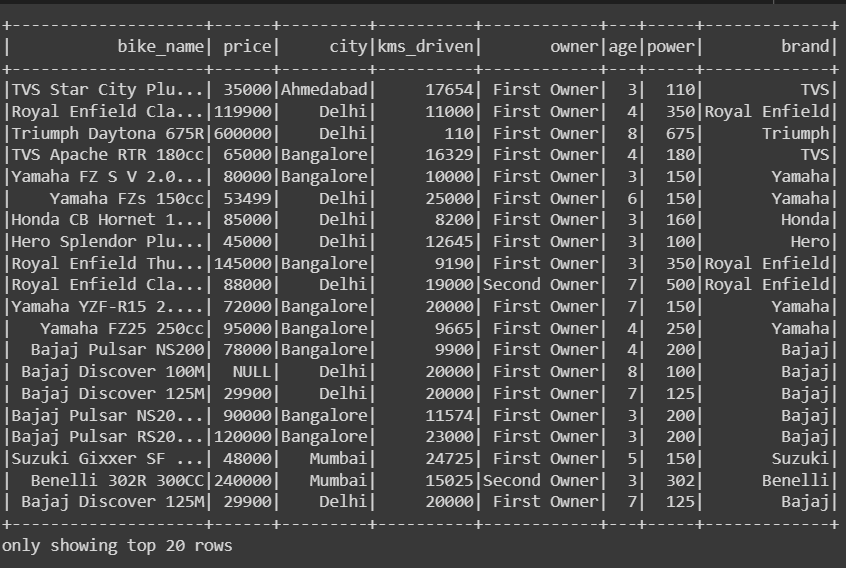 +--------------------+------+---------+----------+------------+---+-----+-------------+
|           bike_name| price|     city|kms_driven|       owner|age|power|        brand|
+--------------------+------+---------+----------+------------+---+-----+-------------+
|TVS Star City Plu...| 35000|Ahmedabad|     17654| First Owner|  3|  110|          TVS|
|Royal Enfield Cla...|119900|    Delhi|     11000| First Owner|  4|  350|Royal Enfield|
|Triumph Daytona 675R|600000|    Delhi|       110| First Owner|  8|  675|      Triumph|
|TVS Apache RTR 180cc| 65000|Bangalore|     16329| First Owner|  4|  180|          TVS|
|Yamaha FZ S V 2.0...| 80000|Bangalore|     10000| First Owner|  3|  150|       Yamaha|
|    Yamaha FZs 150cc| 53499|    Delhi|     25000| First Owner|  6|  150|       Yamaha|
|Honda CB Hornet 1...| 85000|    Delhi|      8200| First Owner|  3|  160|        Honda|
|Hero Splendor Plu...| 45000|    Delhi|     12645| First Owner|  3|  100|         Hero|
|Royal Enfield Thu...|145000|Bangalore|      9190| First Owner|  3|  350|Royal Enfield|
|Royal Enfield Cla...| 88000|    Delhi|     19000|Second Owner|  7|  500|Royal Enfield|
|Yamaha YZF-R15 2....| 72000|Bangalore|     20000| First Owner|  7|  150|       Yamaha|
|   Yamaha FZ25 250cc| 95000|Bangalore|      9665| First Owner|  4|  250|       Yamaha|
|  Bajaj Pulsar NS200| 78000|Bangalore|      9900| First Owner|  4|  200|        Bajaj|
| Bajaj Discover 100M|  NULL|    Delhi|     20000| First Owner|  8|  100|        Bajaj|
| Bajaj Discover 125M| 29900|    Delhi|     20000| First Owner|  7|  125|        Bajaj|
|Bajaj Pulsar NS20...| 90000|Bangalore|     11574| First Owner|  3|  200|        Bajaj|
|Bajaj Pulsar RS20...|120000|Bangalore|     23000| First Owner|  3|  200|        Bajaj|
|Suzuki Gixxer SF ...| 48000|   Mumbai|     24725| First Owner|  5|  150|       Suzuki|
|  Benelli 302R 300CC|240000|   Mumbai|     15025|Second Owner|  3|  302|      Benelli|
| Bajaj Discover 125M| 29900|    Delhi|     20000| First Owner|  7|  125|        Bajaj|
+--------------------+------+---------+----------+------------+---+-----+-------------+
only showing top 20 rows